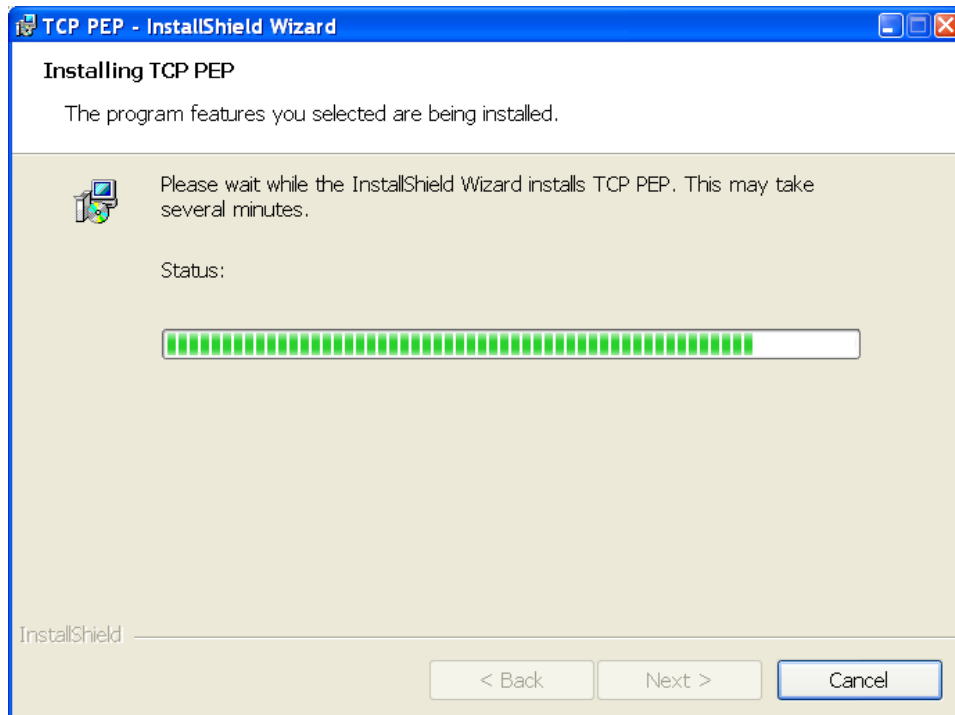 TCP PEP - InstallShield Wizard
Installing TCP PEP
The program features you selected are being installed.
Please wait while the InstallShield Wizard installs TCP PEP. This may take
several minutes.
Status:
InstallShield
< Back
Next >
Cancel